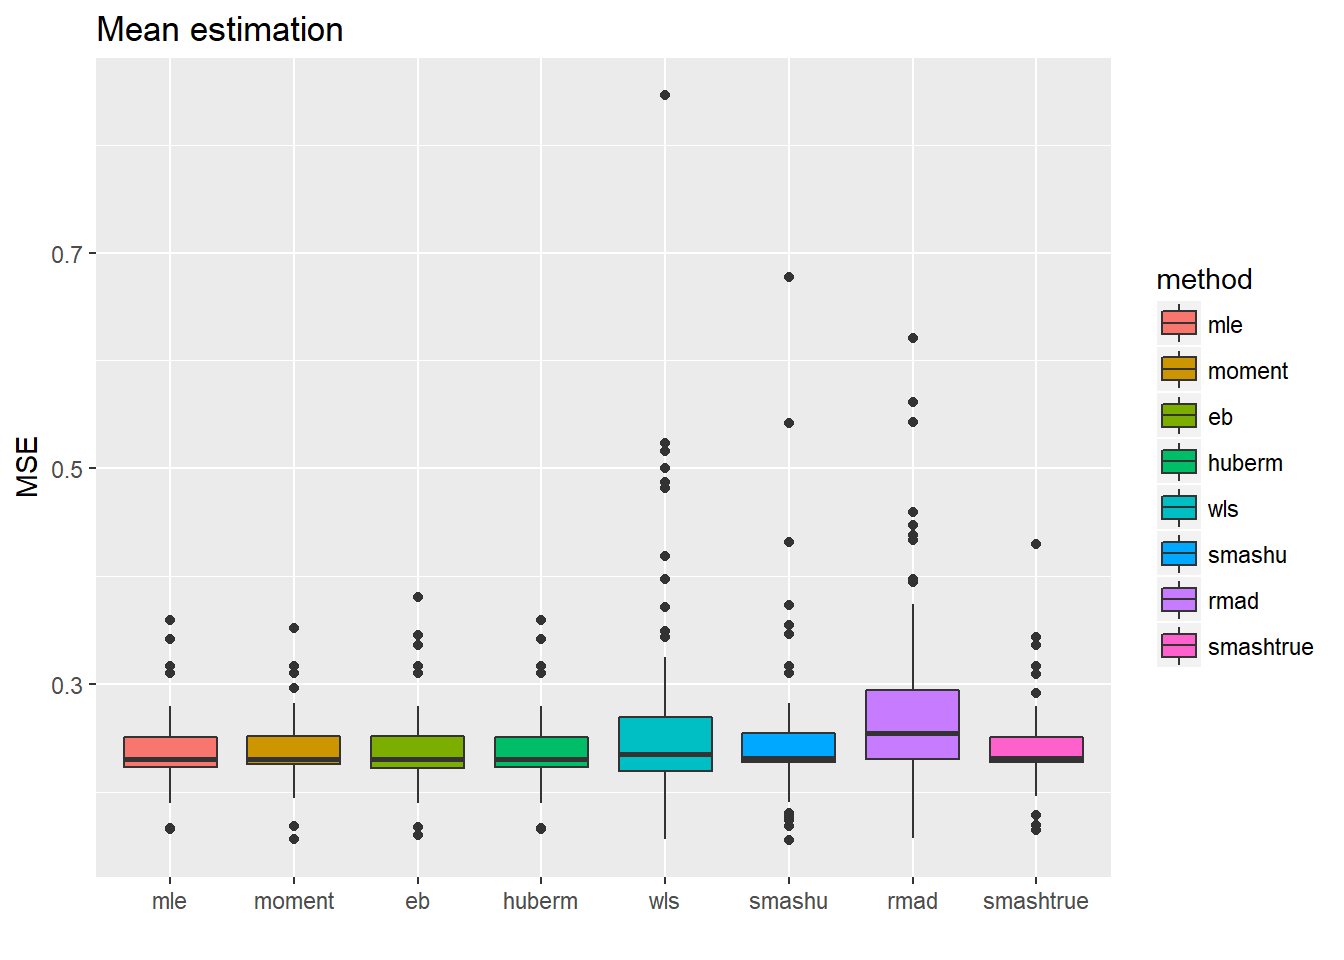 Mean estimation
MSE
0.7
0.5
0.3
mle moment eb huberm wls smashu rmad smashtrue
method
mle
moment
eb
huberm
wls
smashu
rmad
smashtrue